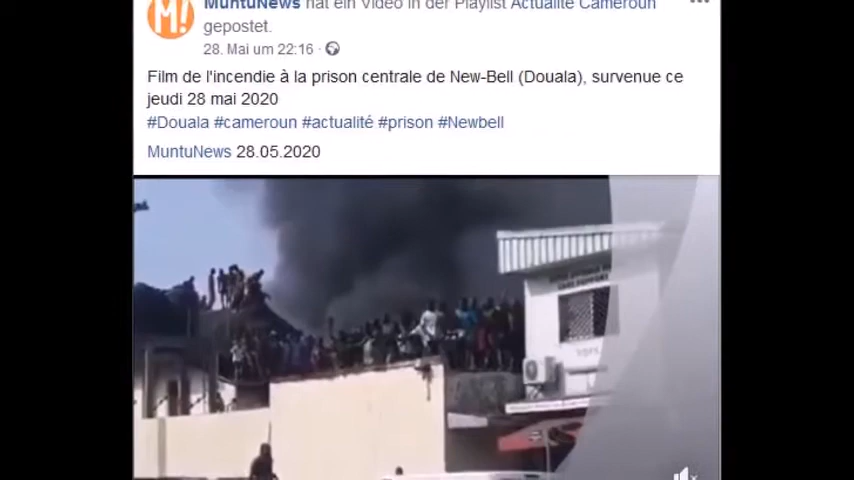 M!
MuntuNews hat ein Video in der Playlist Actualité Cameroun
gepostet.
28. Mai um 22:16 ·
Film de l'incendie à la prison centrale de New-Bell (Douala), survenue ce
jeudi 28 mai 2020
#Douala #cameroun #actualité #prison #Newbell
MuntuNews 28.05.2020